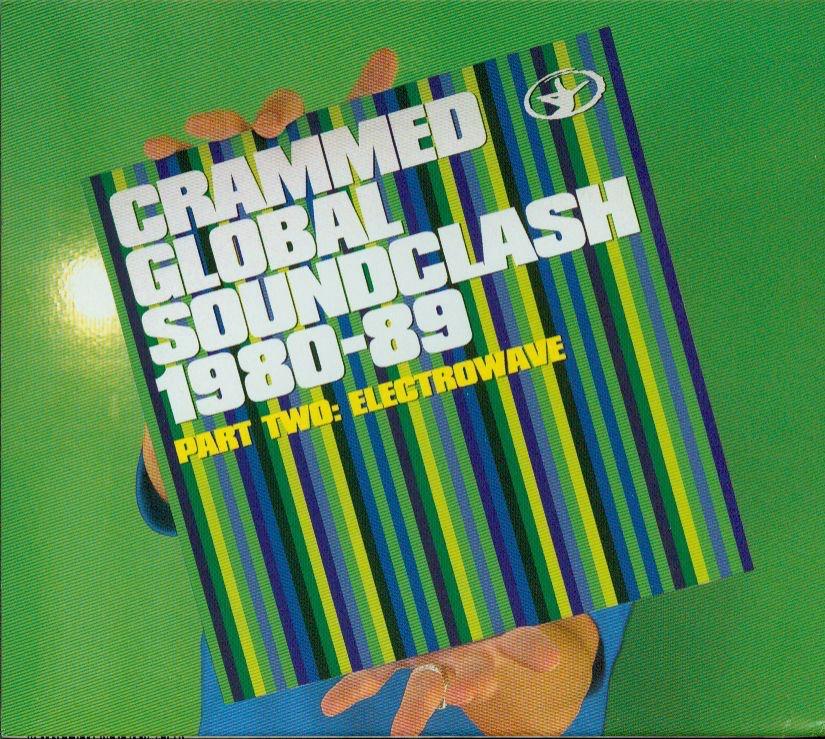 CRAMMED
GLOBAL
SOUNDCLASH
1980-89
PART TWO: ELECTROWAVE